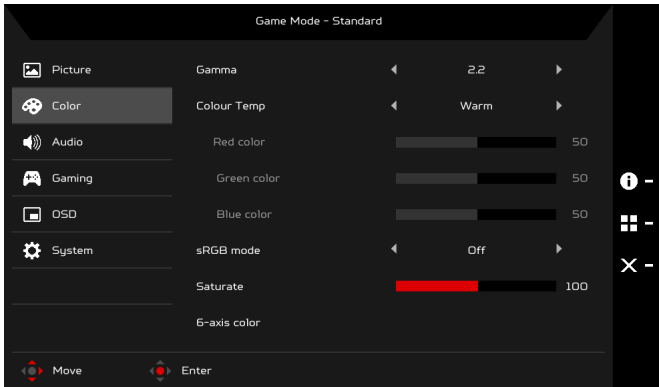 Game Mode - Standard
Picture
Gamma 2.2
Color
Colour Temp Warm
Audio
Red color 50
Gaming
Green color 50
OSD
Blue color 50
System
sRGB mode Off
Saturate 100
6-axis color
Move Enter